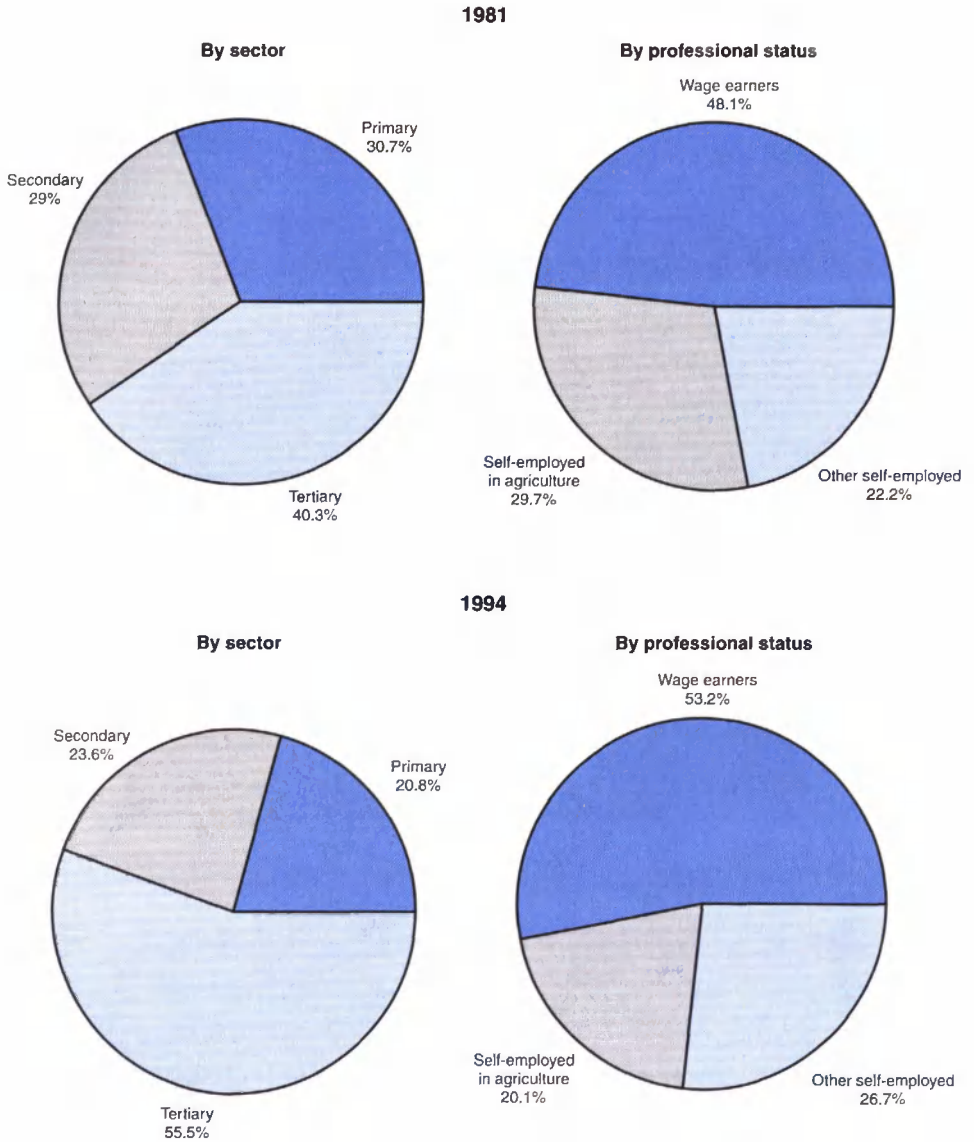 1981
By sector
By professional status
Wage earners
48.1%
Primary
30.7%
Secondary
29%
Self-employed
in agriculture
29.7%
Other self-employed
22.2%
Tertiary
40.3%
1994
By sector
By professional status
Wage earners
53.2%
Secondary
23.6%
Primary
20.8%
Self-employed
in agriculture
20.1%
Other self-employed
26.7%
Tertiary
55.5%